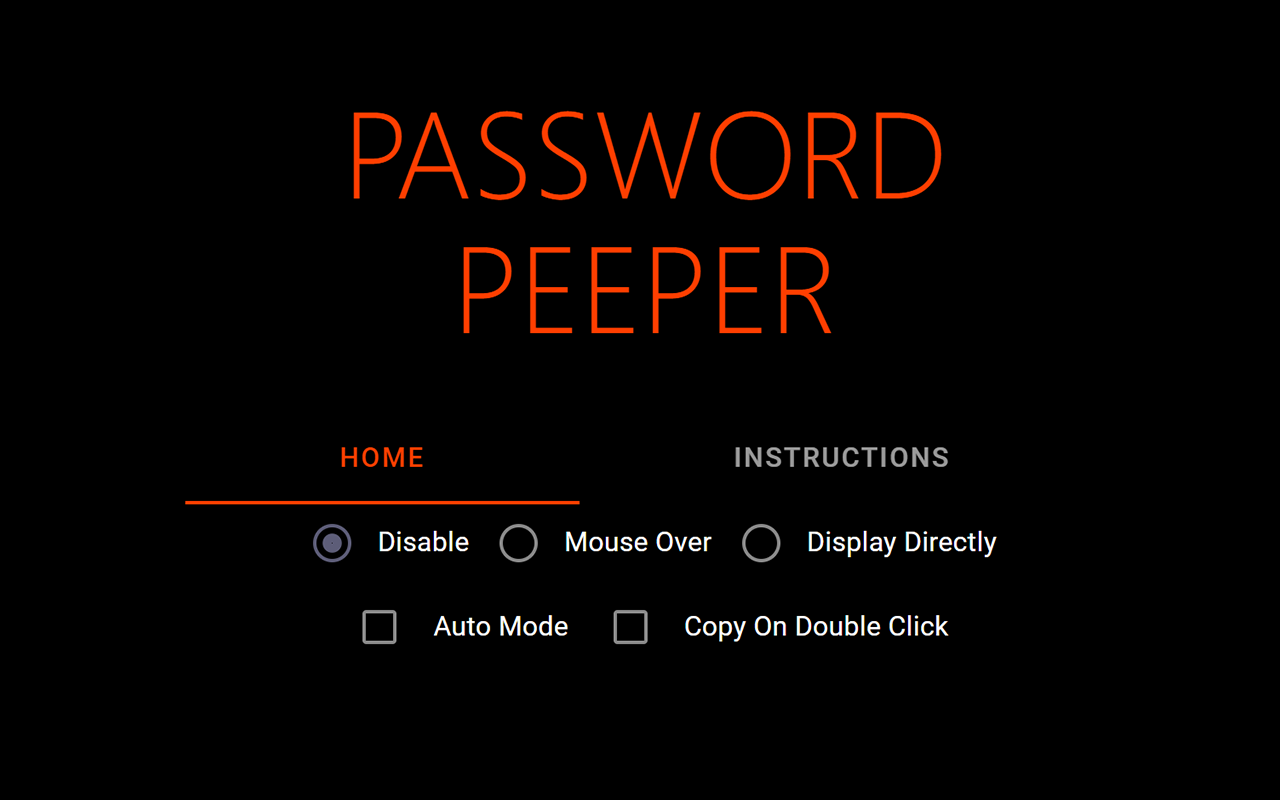 PASSWORD
PEEPER
HOME INSTRUCTIONS
Disable Mouse Over Display Directly
Auto Mode Copy On Double Click